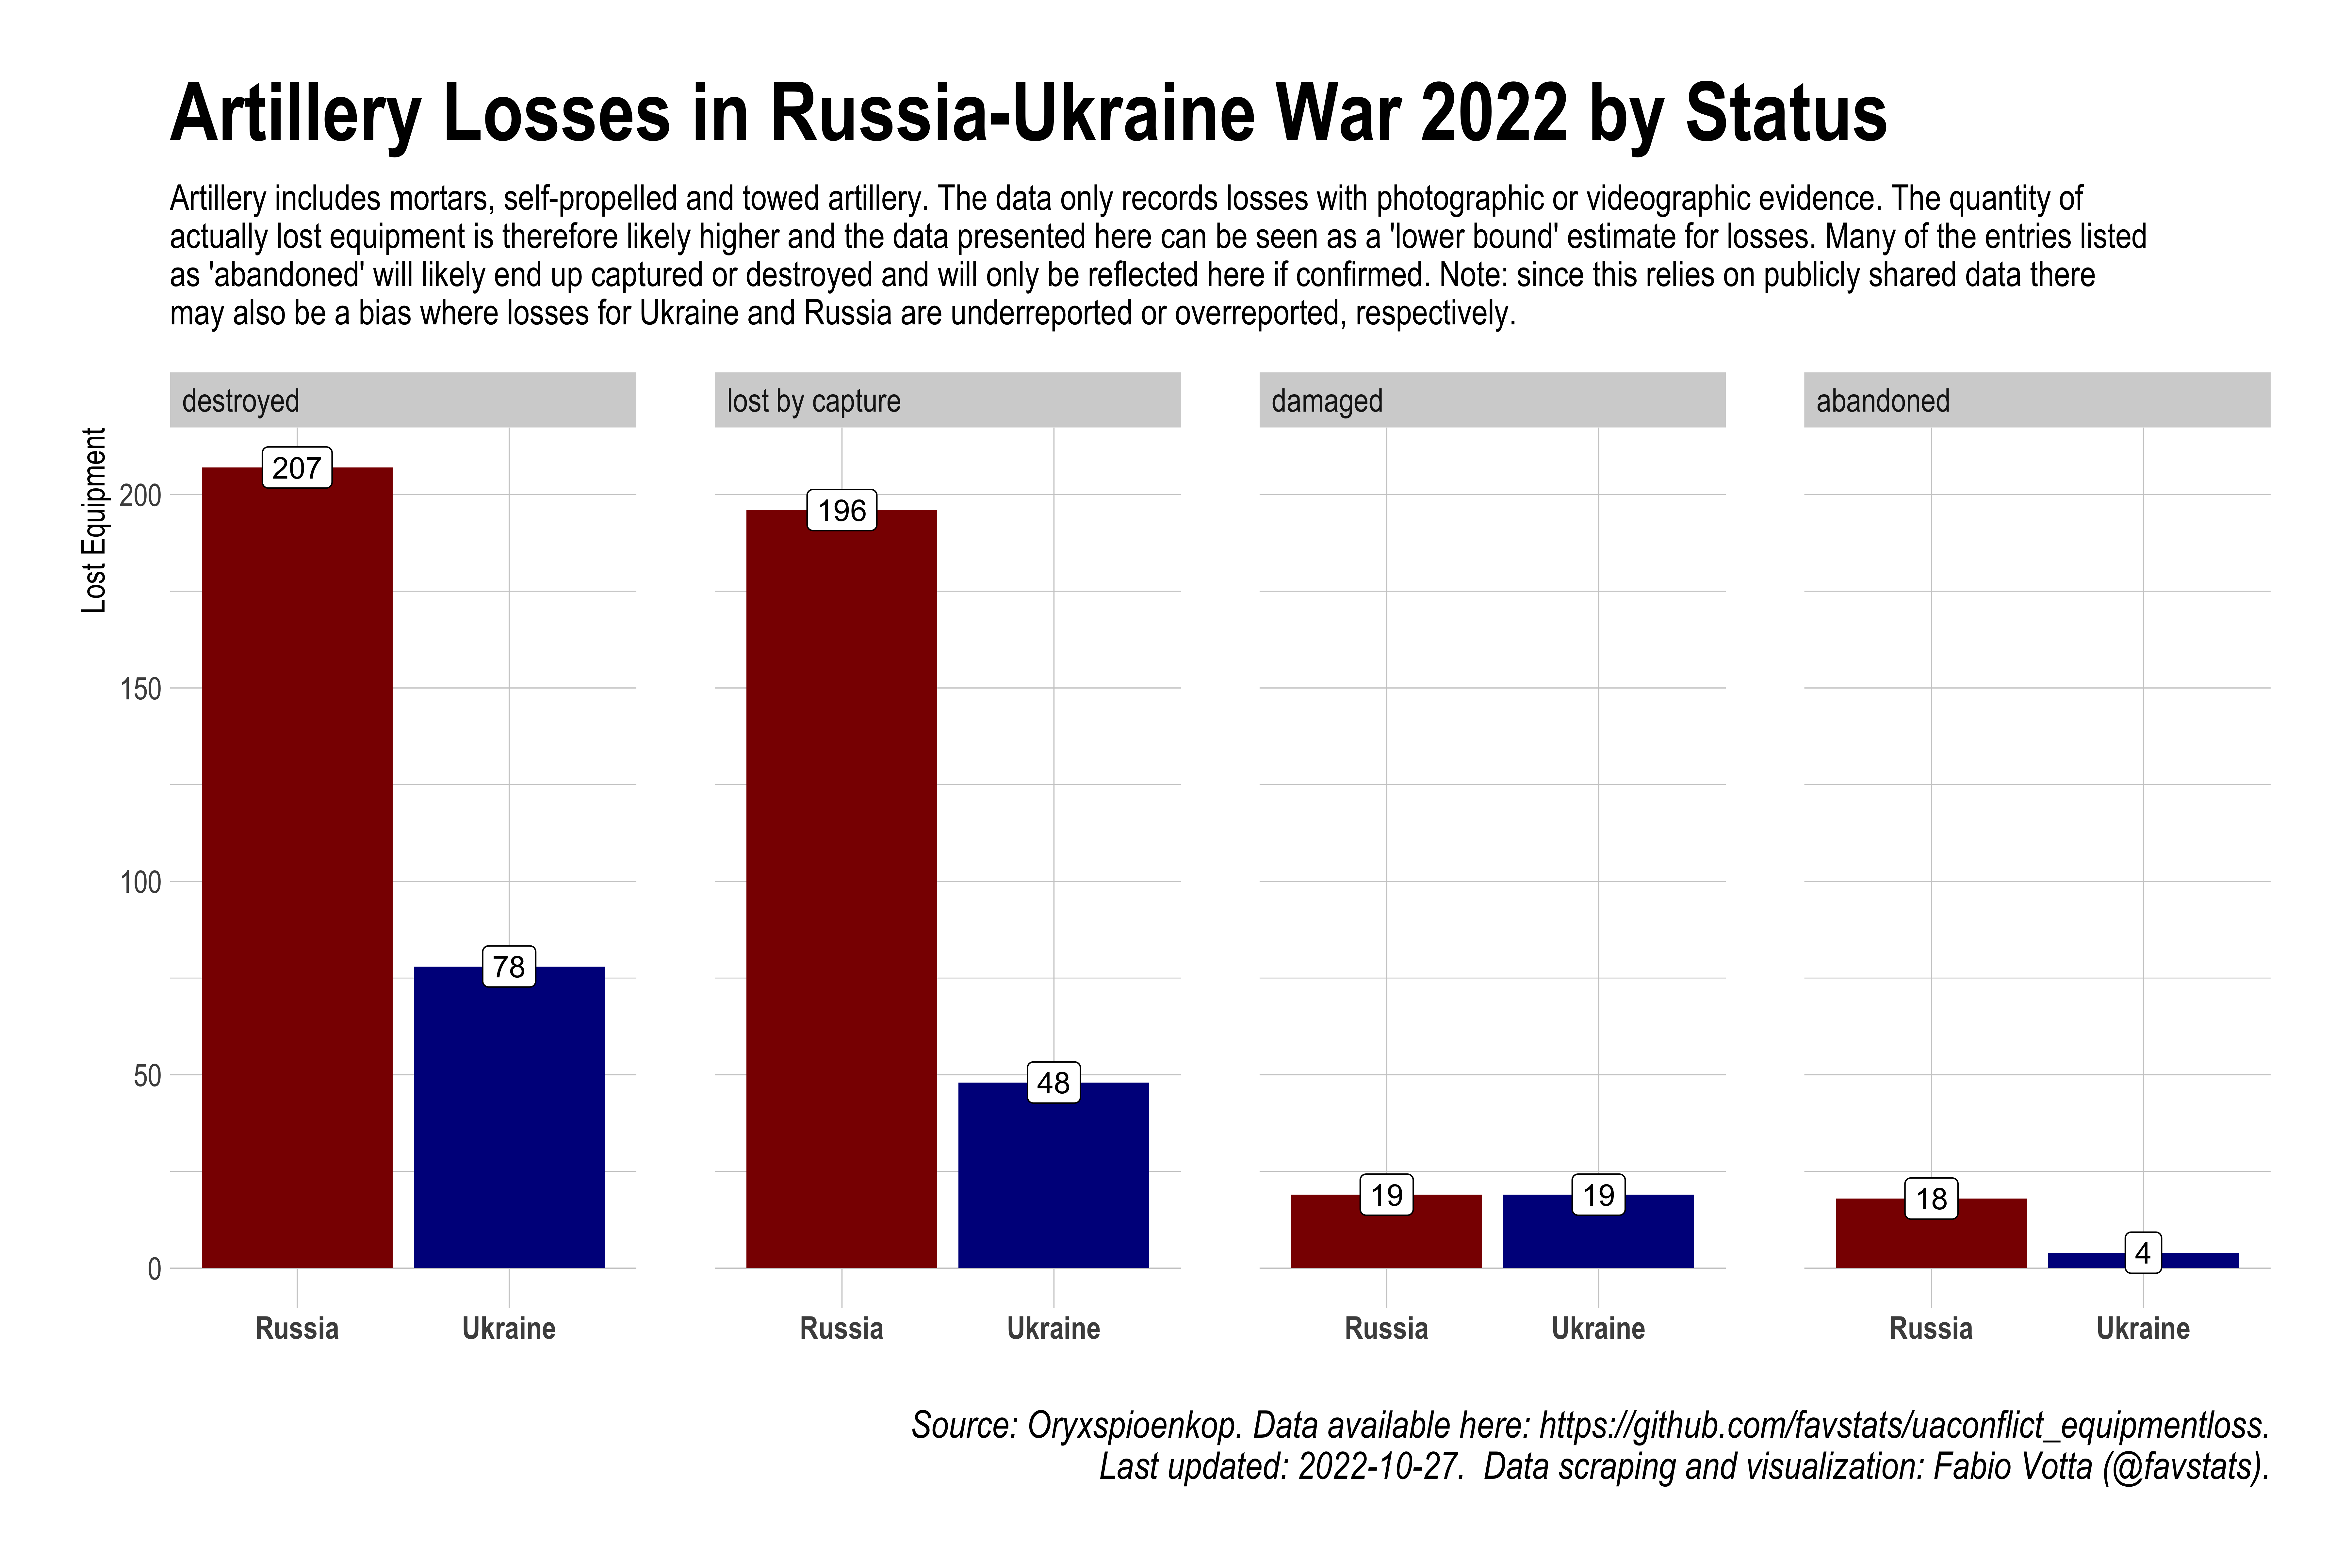 Artillery Losses in Russia-Ukraine War 2022 by Status
Artillery includes mortars, self-propelled and towed artillery. The data only records losses with photographic or videographic evidence. The quantity of
actually lost equipment is therefore likely higher and the data presented here can be seen as a 'lower bound' estimate for losses. Many of the entries listed
as 'abandoned' will likely end up captured or destroyed and will only be reflected here if confirmed. Note: since this relies on publicly shared data there
may also be a bias where losses for Ukraine and Russia are underreported or overreported, respectively.
destroyed
lost by capture
damaged
abandoned
Lost Equipment
200
150
100
50
0
207
78
196
48
19
19
18
4
Russia
Ukraine
Russia
Ukraine
Russia
Ukraine
Russia
Ukraine
Source: Oryxspioenkop. Data available here: https://github.com/favstats/uaconflict_equipmentloss.
Last updated: 2022-10-27.  Data scraping and visualization: Fabio Votta (@favstats).